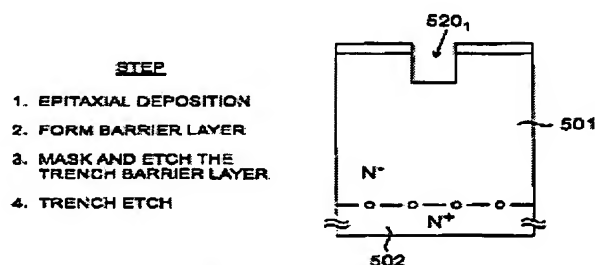 STEP
1. EPITAXIAL DEPOSITION
2. FORM BARRIER LAYER
3. MASK AND ETCH THE
TRENCH BARRIER LAYER
4. TRENCH ETCH
520₁
501
N⁻
N⁺
502